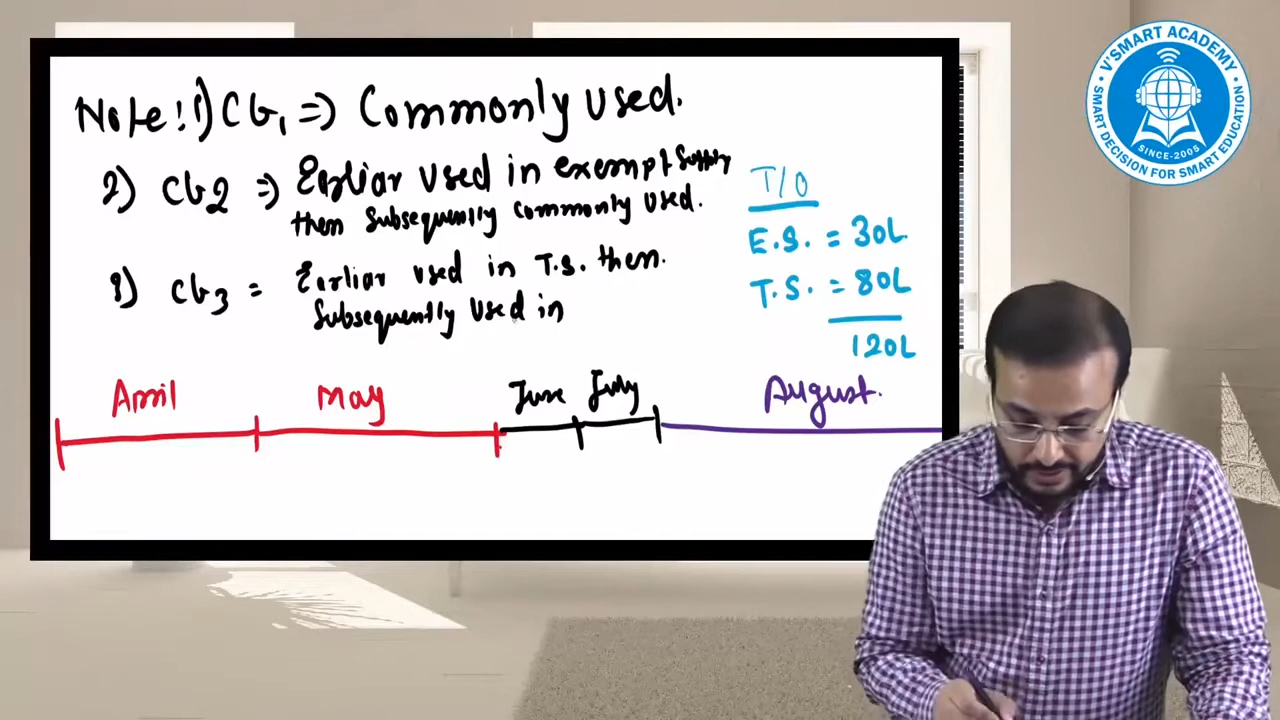 Note: 1) CG1 => Commonly used.
2) CG2 => Earliar used in exempt supply
then subsequently commonly used.
3) CG3 = Earliar used in T.S. then.
Subsequently used in
T/O
E.S. = 30L
T.S. = 80L
120L
April May June July August.
V'SMART ACADEMY
SINCE-2005
SMART DECISION FOR SMART EDUCATION